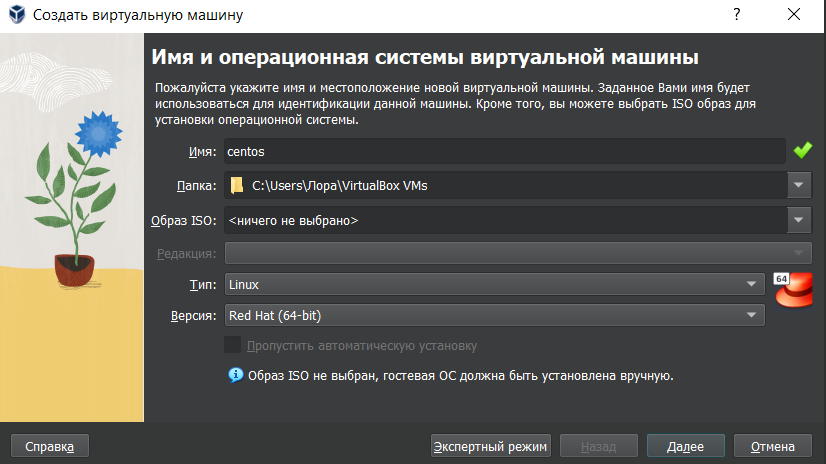 Создать виртуальную машину
?
Имя и операционная системы виртуальной машины
Пожалуйста укажите имя и местоположение новой виртуальной машины. Заданное Вами имя будет
использоваться для идентификации данной машины. Кроме того, вы можете выбрать ISO образ для
установки операционной системы.
Имя: centos
Папка: C:\Users\Лора\VirtualBox VMs
Образ ISO: <ничего не выбрано>
Редакция:
Тип: Linux
64
Версия: Red Hat (64-bit)
Пропустить автоматическую установку
Образ ISO не выбран, гостевая ОС должна быть установлена вручную.
Справка Экспертный режим Назад Далее Отмена